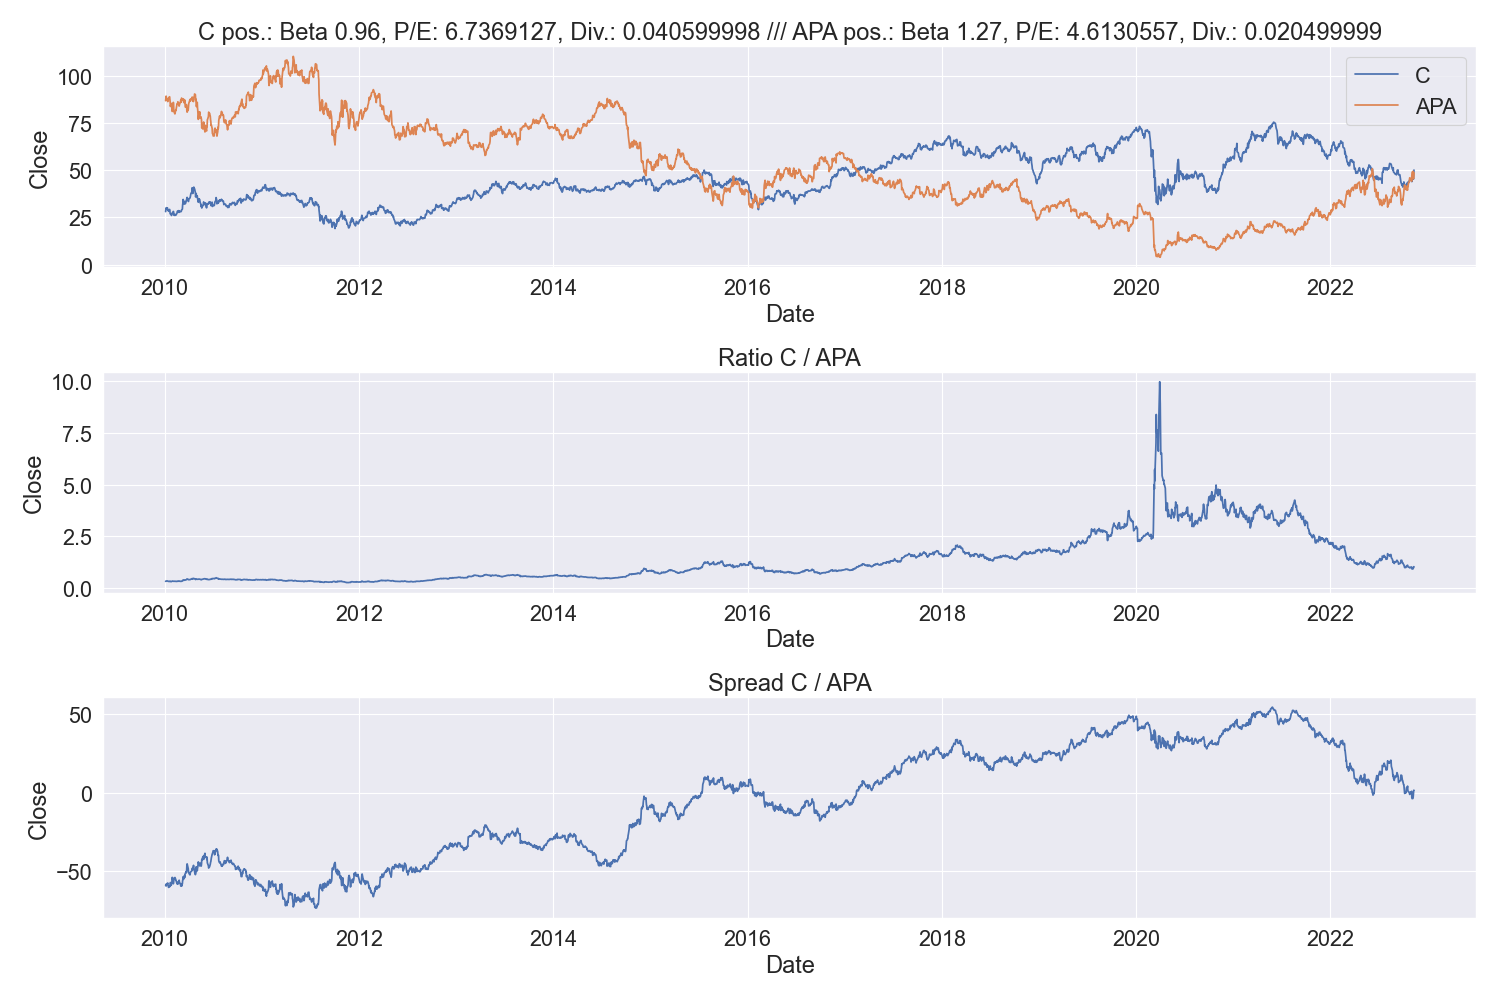 C pos.: Beta 0.96, P/E: 6.7369127, Div.: 0.040599998 /// APA pos.: Beta 1.27, P/E: 4.6130557, Div.: 0.020499999
C
APA
Close
100
75
50
25
0
2010 2012 2014 2016 2018 2020 2022
Date
Ratio C / APA
Close
10.0
7.5
5.0
2.5
0.0
2010 2012 2014 2016 2018 2020 2022
Date
Spread C / APA
Close
50
0
−50
2010 2012 2014 2016 2018 2020 2022
Date